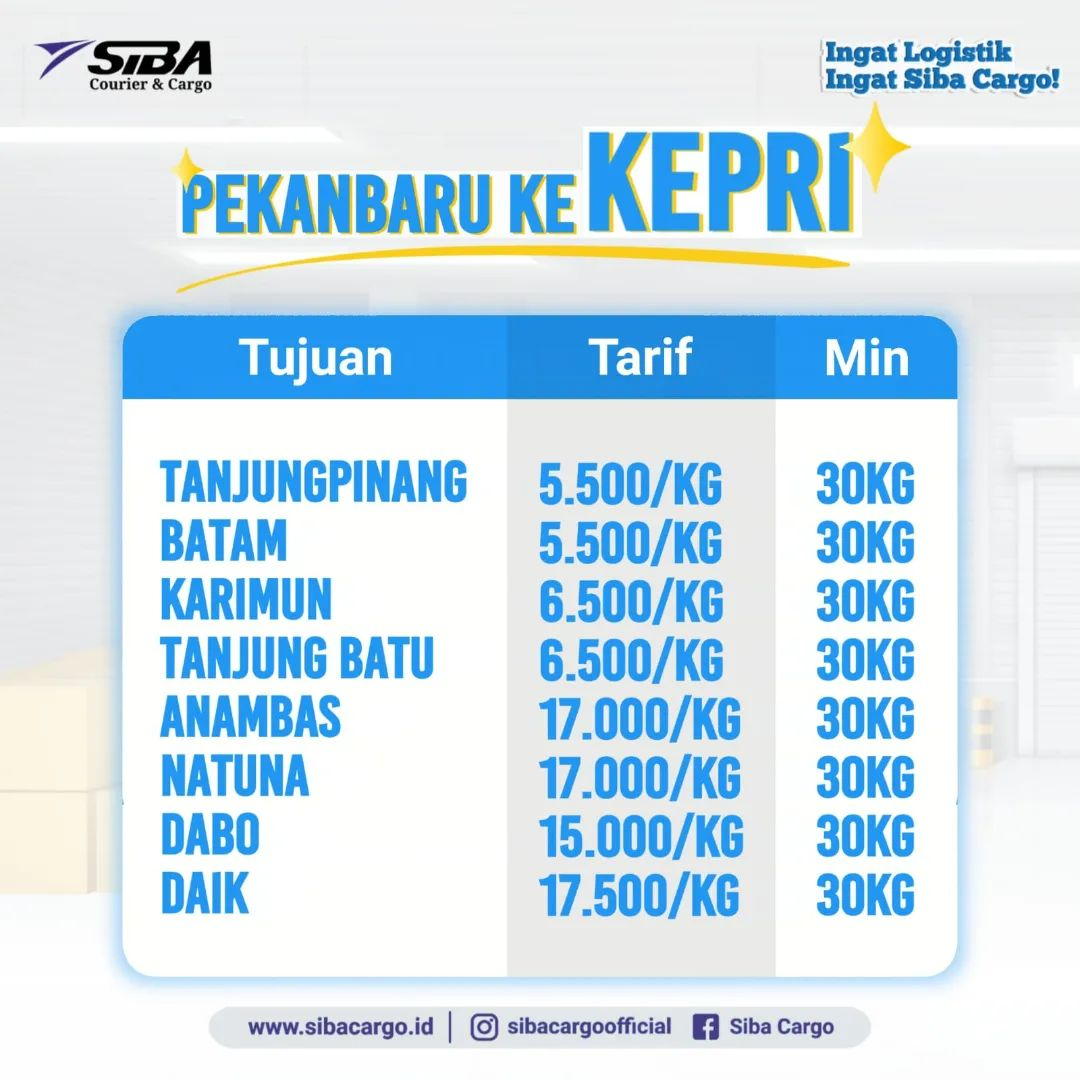 SIBA
Courier & Cargo
Ingat Logistik
Ingat Siba Cargo!
PEKANBARU KE KEPRI
Tujuan Tarif Min
TANJUNGPINANG 5.500/KG 30KG
BATAM 5.500/KG 30KG
KARIMUN 6.500/KG 30KG
TANJUNG BATU 6.500/KG 30KG
ANAMBAS 17.000/KG 30KG
NATUNA 17.000/KG 30KG
DABO 15.000/KG 30KG
DAIK 17.500/KG 30KG
www.sibacargo.id | sibacargoofficial Siba Cargo